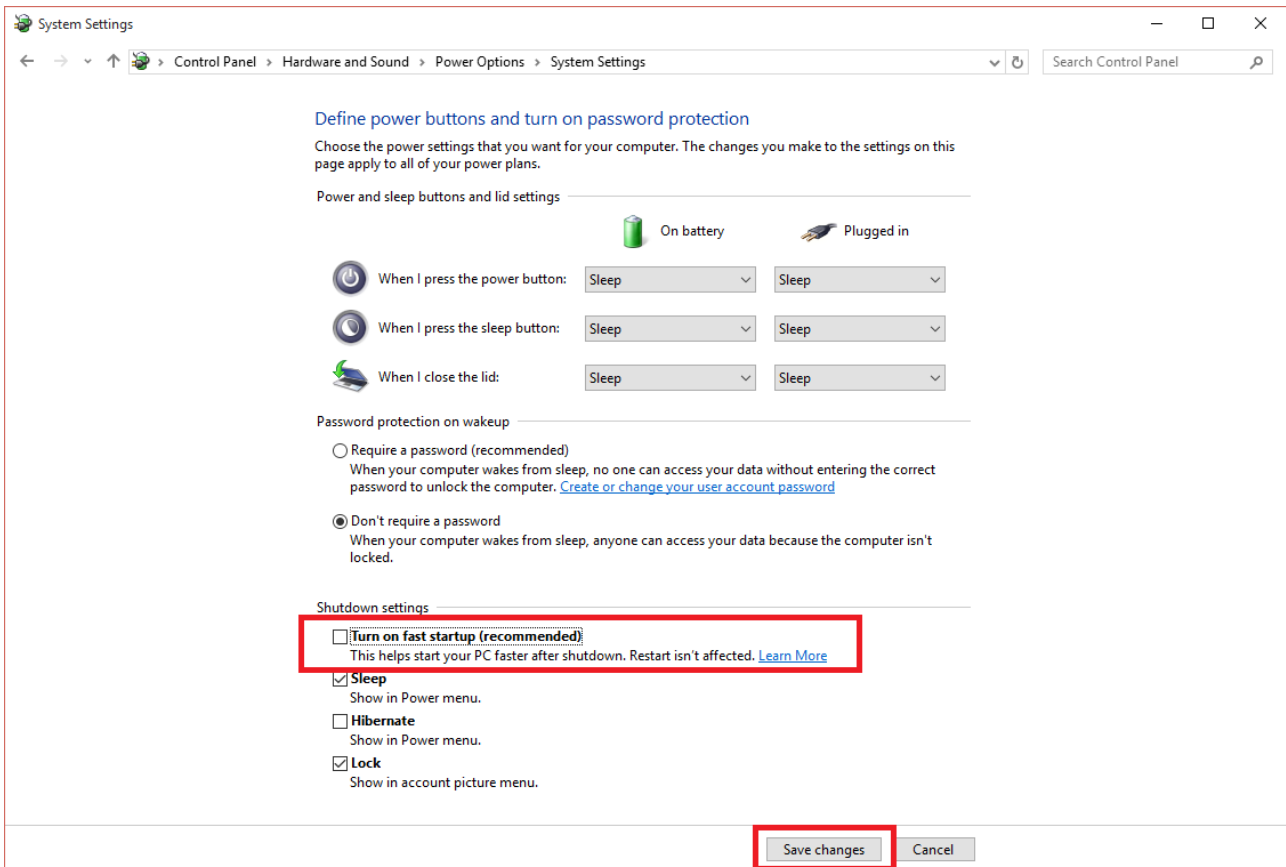 System Settings
Control Panel > Hardware and Sound > Power Options > System Settings
Search Control Panel
Define power buttons and turn on password protection
Choose the power settings that you want for your computer. The changes you make to the settings on this
page apply to all of your power plans.
Power and sleep buttons and lid settings
On battery Plugged in
When I press the power button: Sleep Sleep
When I press the sleep button: Sleep Sleep
When I close the lid: Sleep Sleep
Password protection on wakeup
Require a password (recommended)
When your computer wakes from sleep, no one can access your data without entering the correct
password to unlock the computer. Create or change your user account password
Don't require a password
When your computer wakes from sleep, anyone can access your data because the computer isn't
locked.
Shutdown settings
Turn on fast startup (recommended)
This helps start your PC faster after shutdown. Restart isn't affected. Learn More
Sleep
Show in Power menu.
Hibernate
Show in Power menu.
Lock
Show in account picture menu.
Save changes Cancel